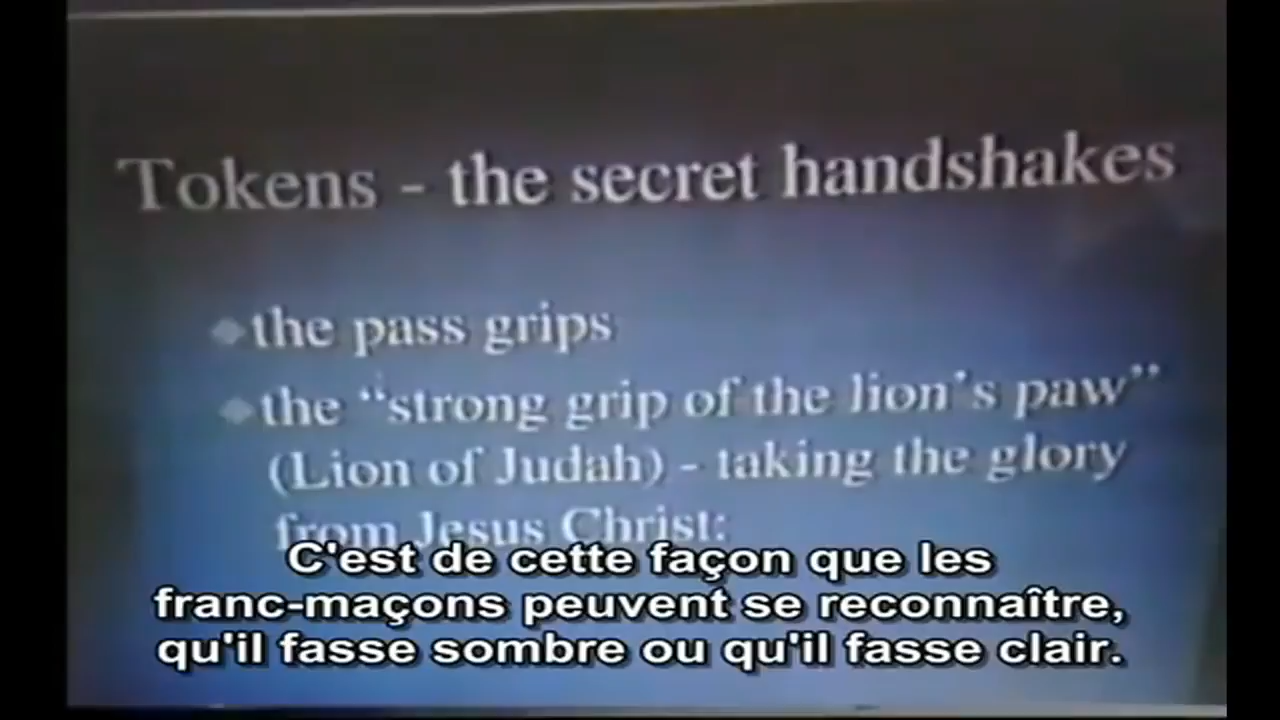 Tokens - the secret handshakes
the pass grips
the “strong grip of the lion’s paw”
(Lion of Judah) - taking the glory
from Jesus Christ:
C'est de cette façon que les
franc-maçons peuvent se reconnaître,
qu'il fasse sombre ou qu'il fasse clair.